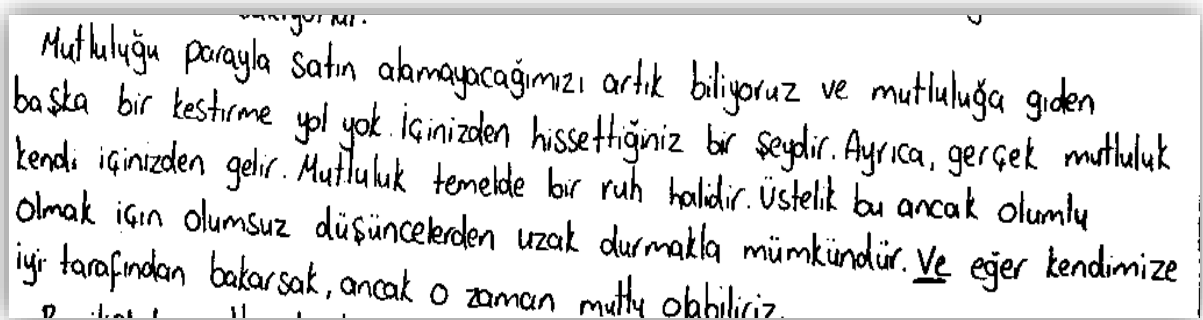 Mutluluğu parayla satın alamayacağımızı artık biliyoruz ve mutluluğa giden
başka bir kestirme yol yok. İçinizden hissettiğiniz bir şeydir. Ayrıca, gerçek mutluluk
kendi içinizden gelir. Mutluluk temelde bir ruh halidir. Üstelik bu ancak olumlu
olmak için olumsuz düşüncelerden uzak durmakla mümkündür. Ve eğer kendimize
iyi tarafından bakarsak, ancak o zaman mutlu olabiliriz.